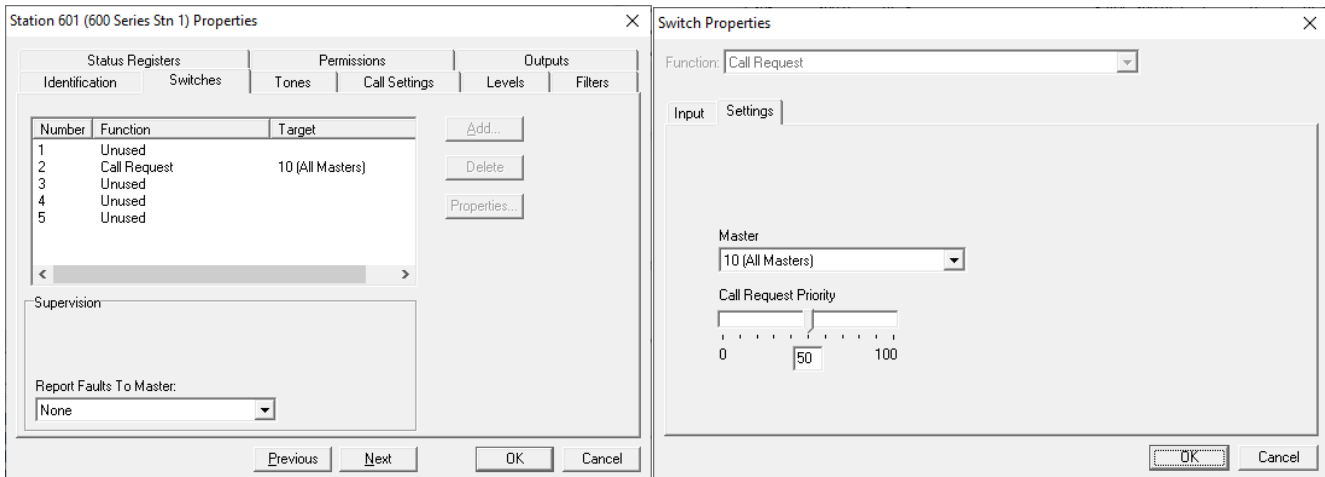 Station 601 (600 Series Stn 1) Properties
Status Registers Permissions Outputs
Identification Switches Tones Call Settings Levels Filters
Number Function Target
1 Unused
2 Call Request 10 (All Masters)
3 Unused
4 Unused
5 Unused
Add...
Delete
Properties...
Supervision
Report Faults To Master:
None
Previous Next OK Cancel
Switch Properties
Function: Call Request
Input Settings
Master
10 (All Masters)
Call Request Priority
0 50 100
OK Cancel